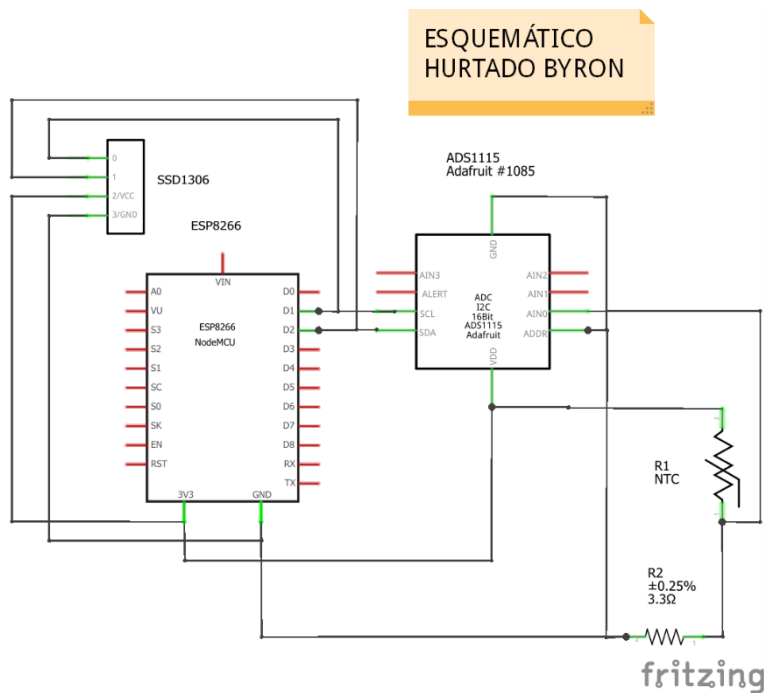 ESQUEMÁTICO
HURTADO BYRON
ADS1115
Adafruit #1085
SSD1306
0
1
2/VCC
3/GND
ESP8266
VIN
ESP8266
NodeMCU
A0
VU
S3
S2
S1
SC
S0
SK
EN
RST
D0
D1
D2
D3
D4
D5
D6
D7
D8
RX
TX
3V3
GND
GND
AIN3
ALERT
SCL
SDA
ADC
I2C
16Bit
ADS1115
Adafruit
AIN2
AIN1
AIN0
ADDR
VDD
R1
NTC
R2
±0.25%
3.3Ω
fritzing